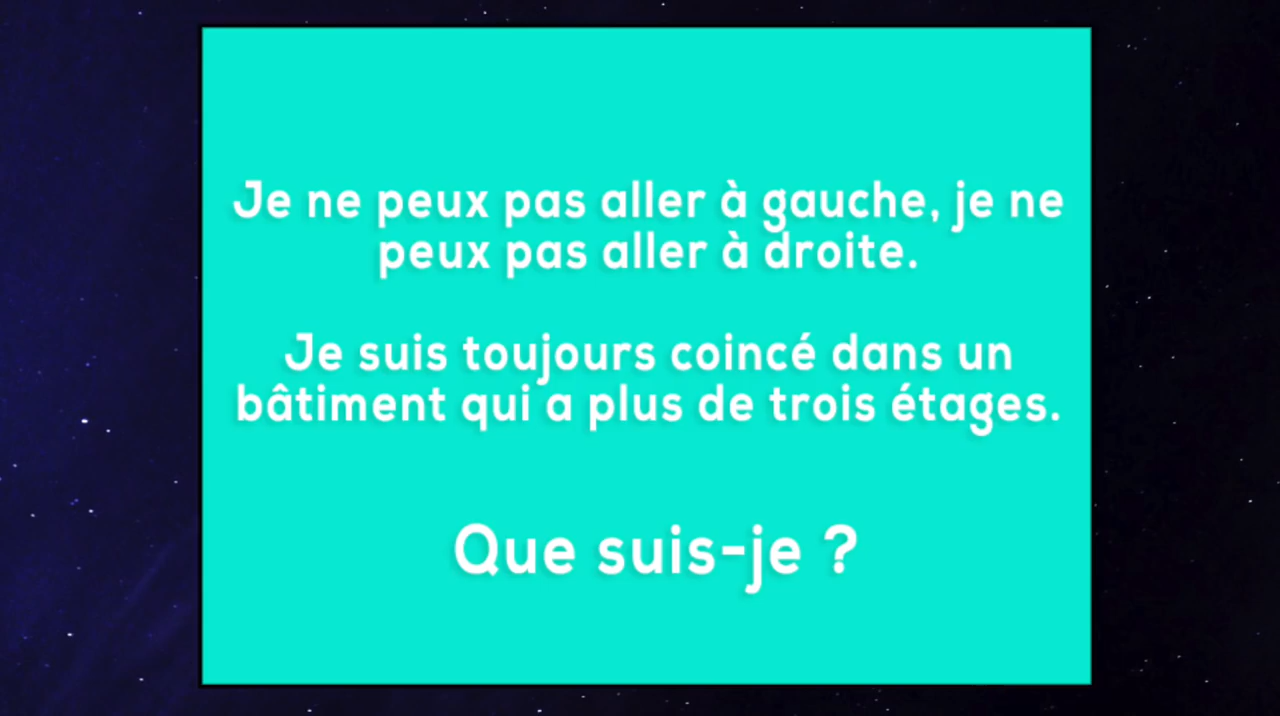 Je ne peux pas aller à gauche, je ne
peux pas aller à droite.
Je suis toujours coincé dans un
bâtiment qui a plus de trois étages.
Que suis-je ?